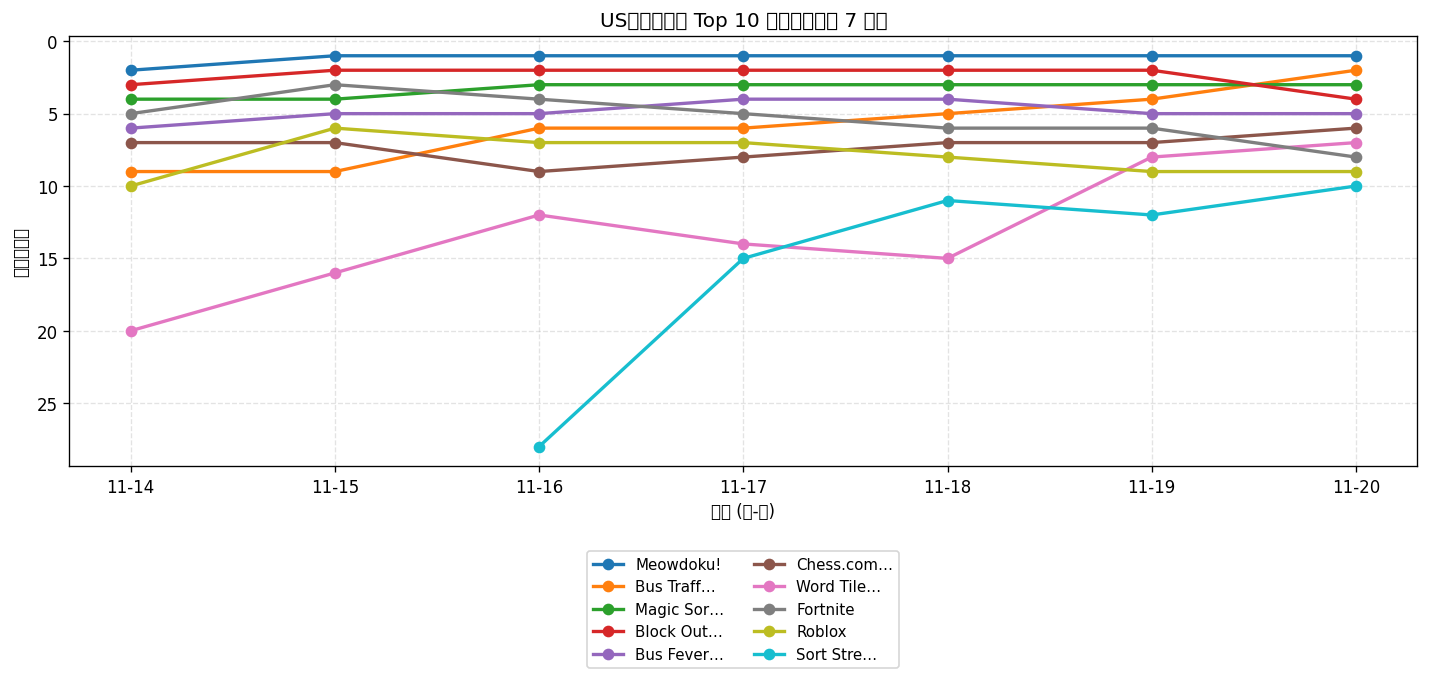 US Top 10 7
0
5
10
15
20
25
11-14
11-15
11-16
11-17
11-18
11-19
11-20
(-)
Meowdoku!
Bus Traff...
Magic Sor...
Block Out...
Bus Fever...
Chess.com...
Word Tile...
Fortnite
Roblox
Sort Stre...